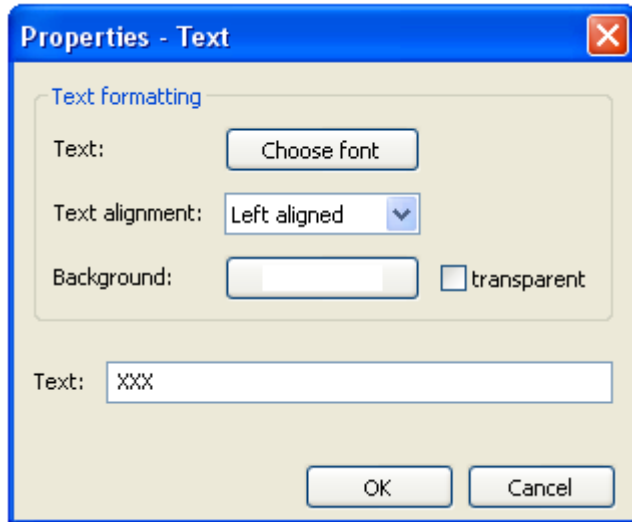 Properties - Text
Text formatting
Text: Choose font
Text alignment: Left aligned
Background: transparent
Text: XXX
OK Cancel